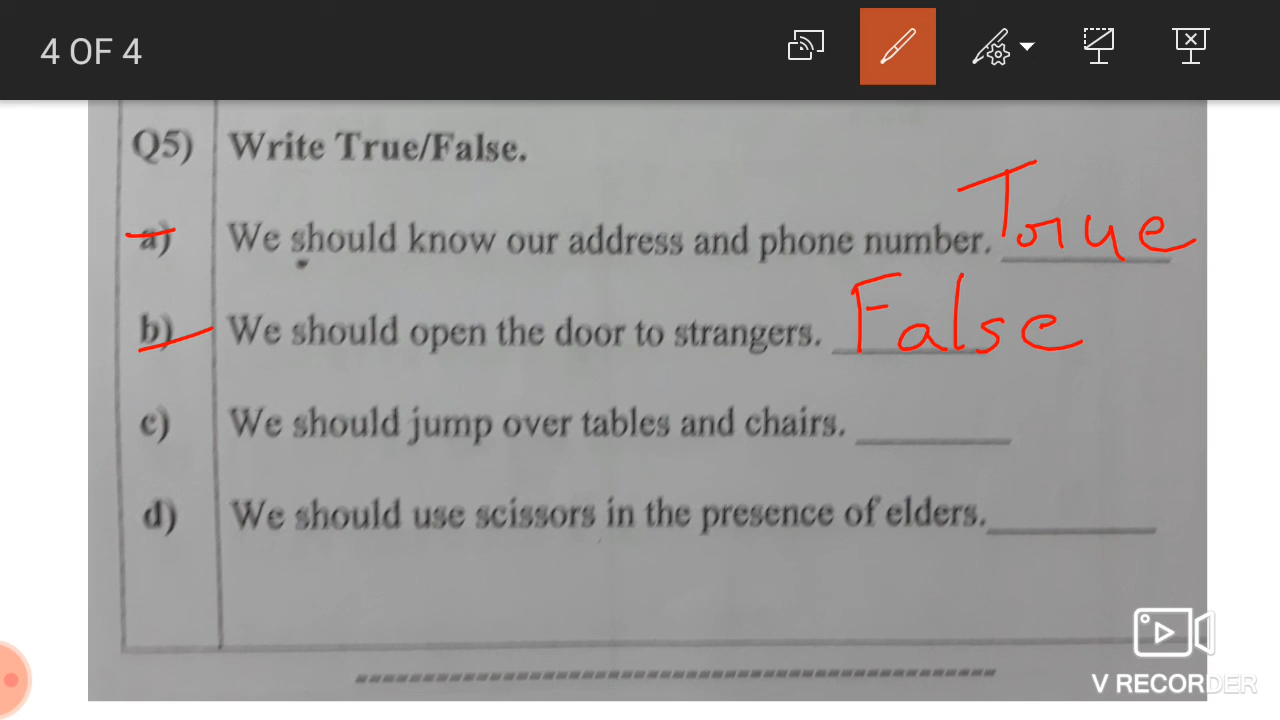 4 OF 4
Q5) Write True/False.
a) We should know our address and phone number. True
b) We should open the door to strangers. False
c) We should jump over tables and chairs.
d) We should use scissors in the presence of elders.
V RECORDER